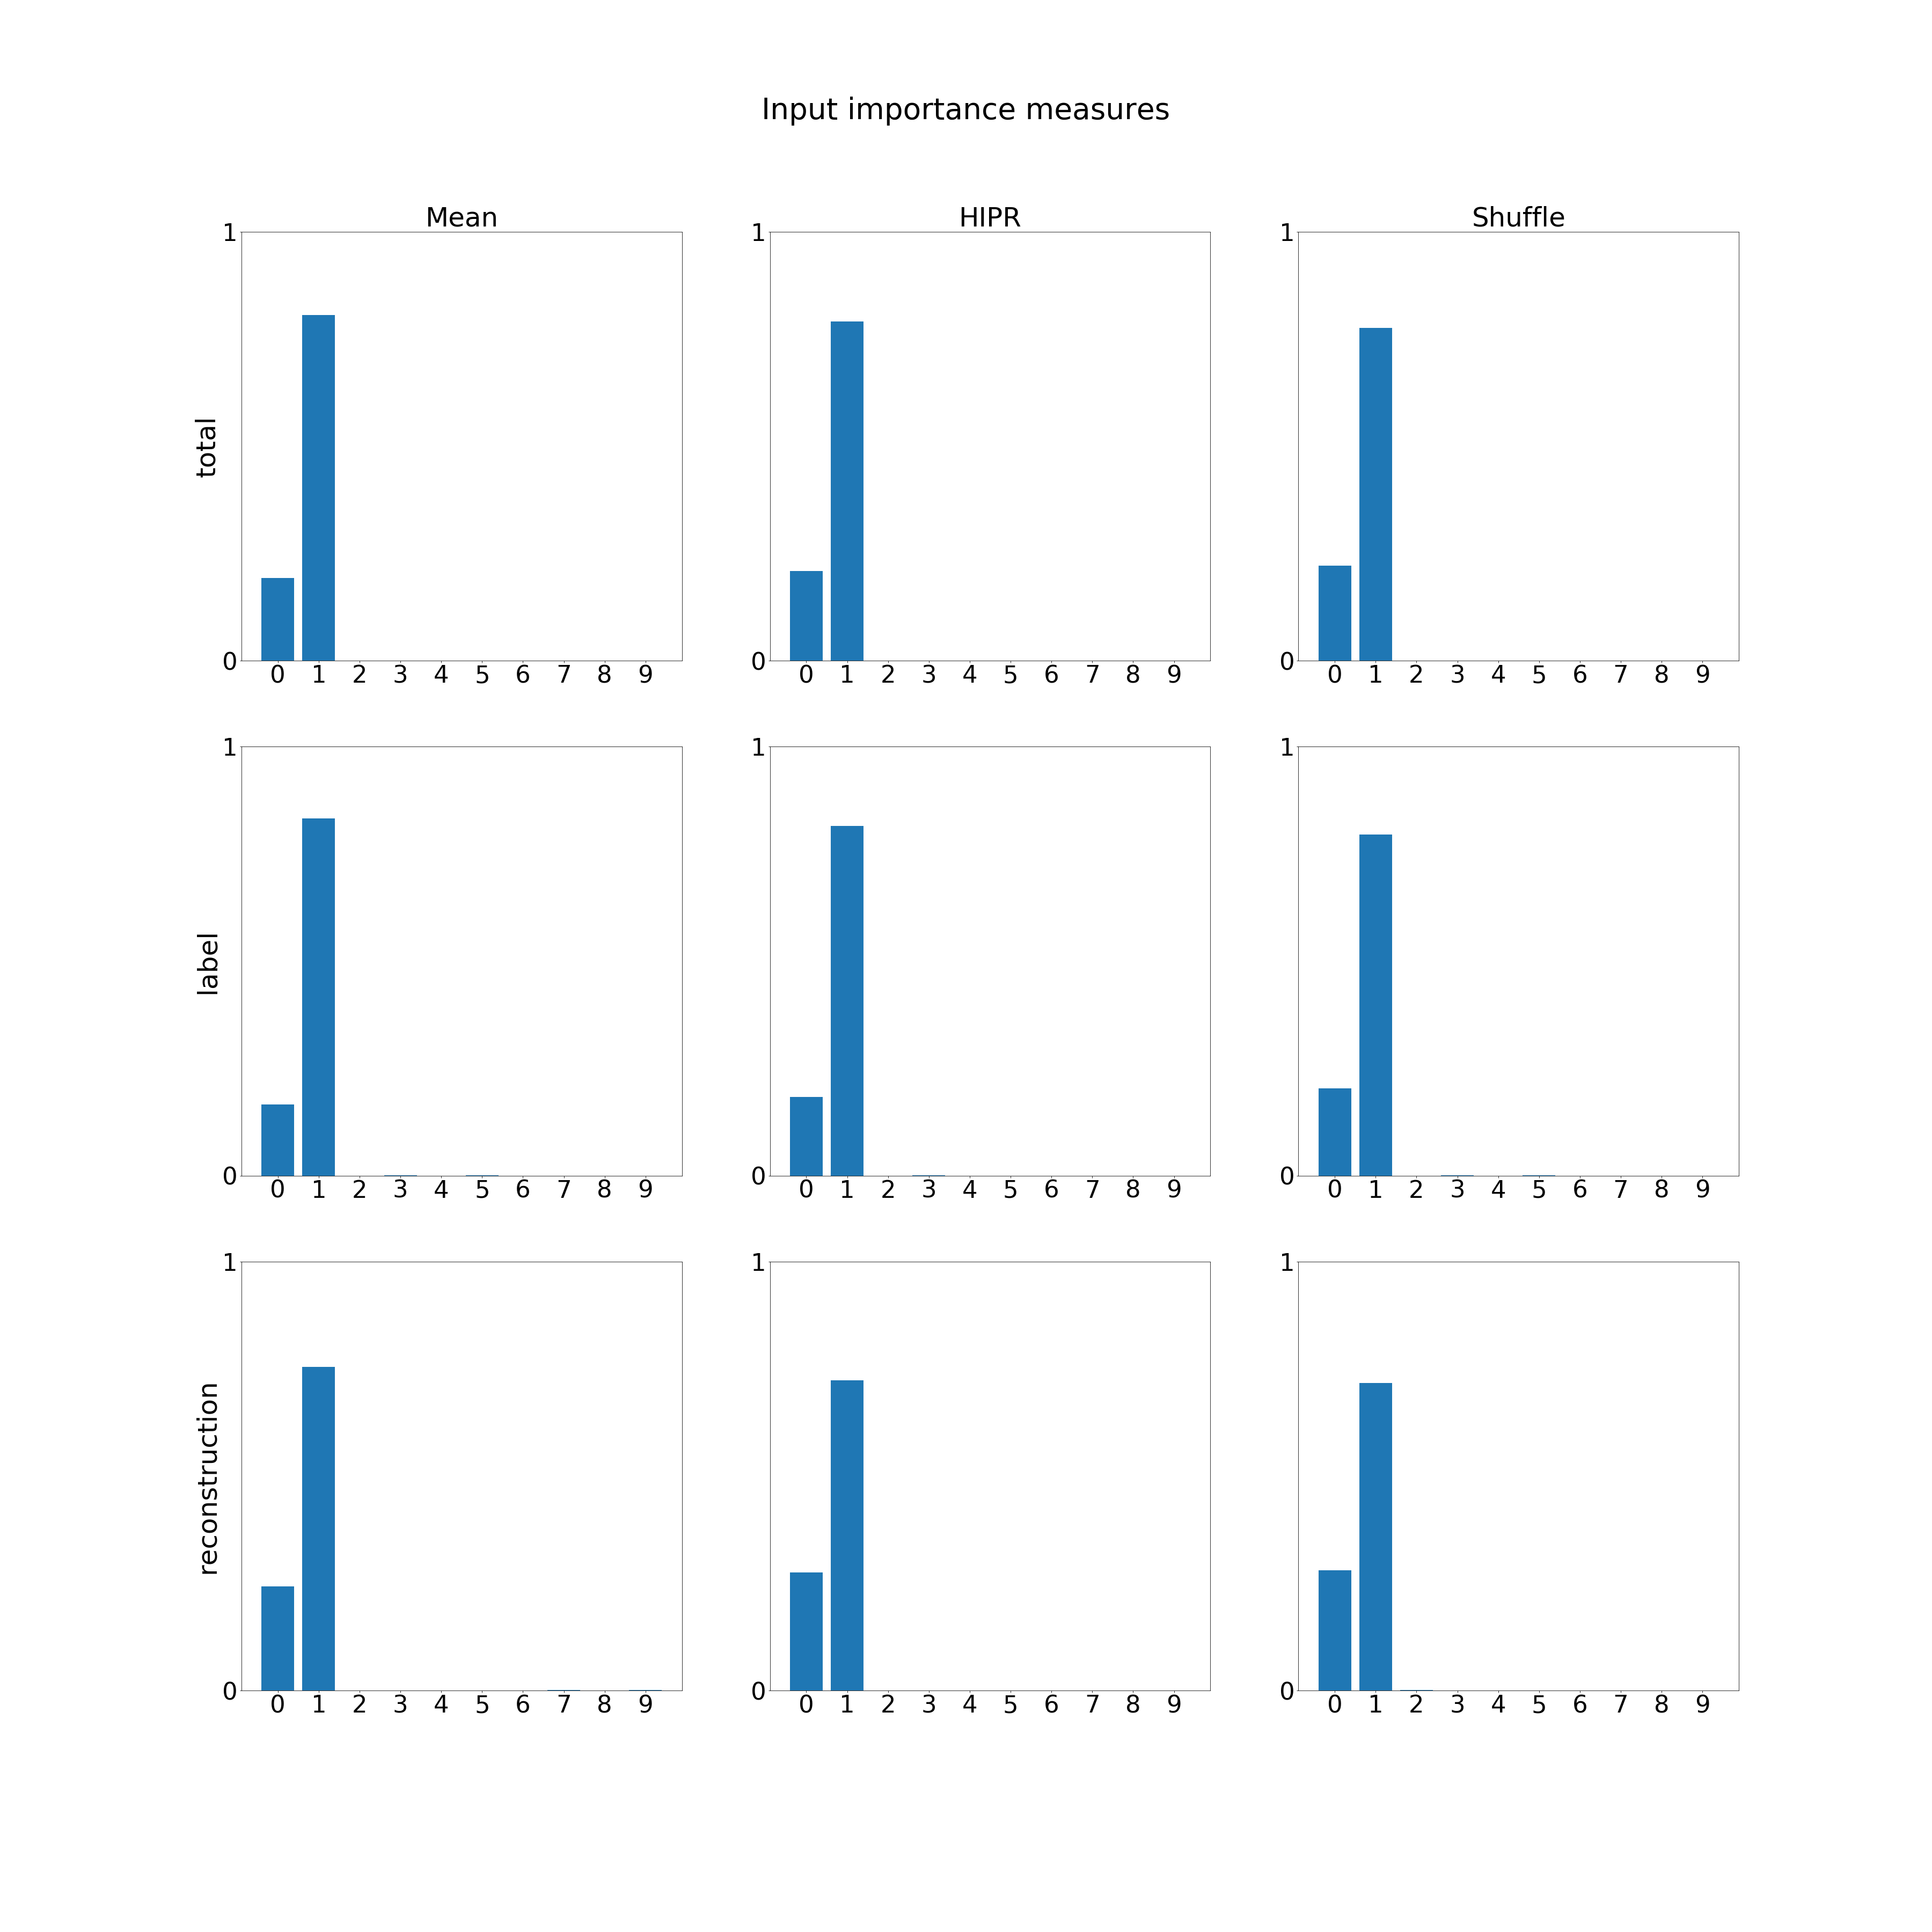 Input importance measures
Mean HIPR Shuffle
total
1 1 1
0 0 0
0 1 2 3 4 5 6 7 8 9 0 1 2 3 4 5 6 7 8 9 0 1 2 3 4 5 6 7 8 9
label
1 1 1
0 0 0
0 1 2 3 4 5 6 7 8 9 0 1 2 3 4 5 6 7 8 9 0 1 2 3 4 5 6 7 8 9
reconstruction
1 1 1
0 0 0
0 1 2 3 4 5 6 7 8 9 0 1 2 3 4 5 6 7 8 9 0 1 2 3 4 5 6 7 8 9